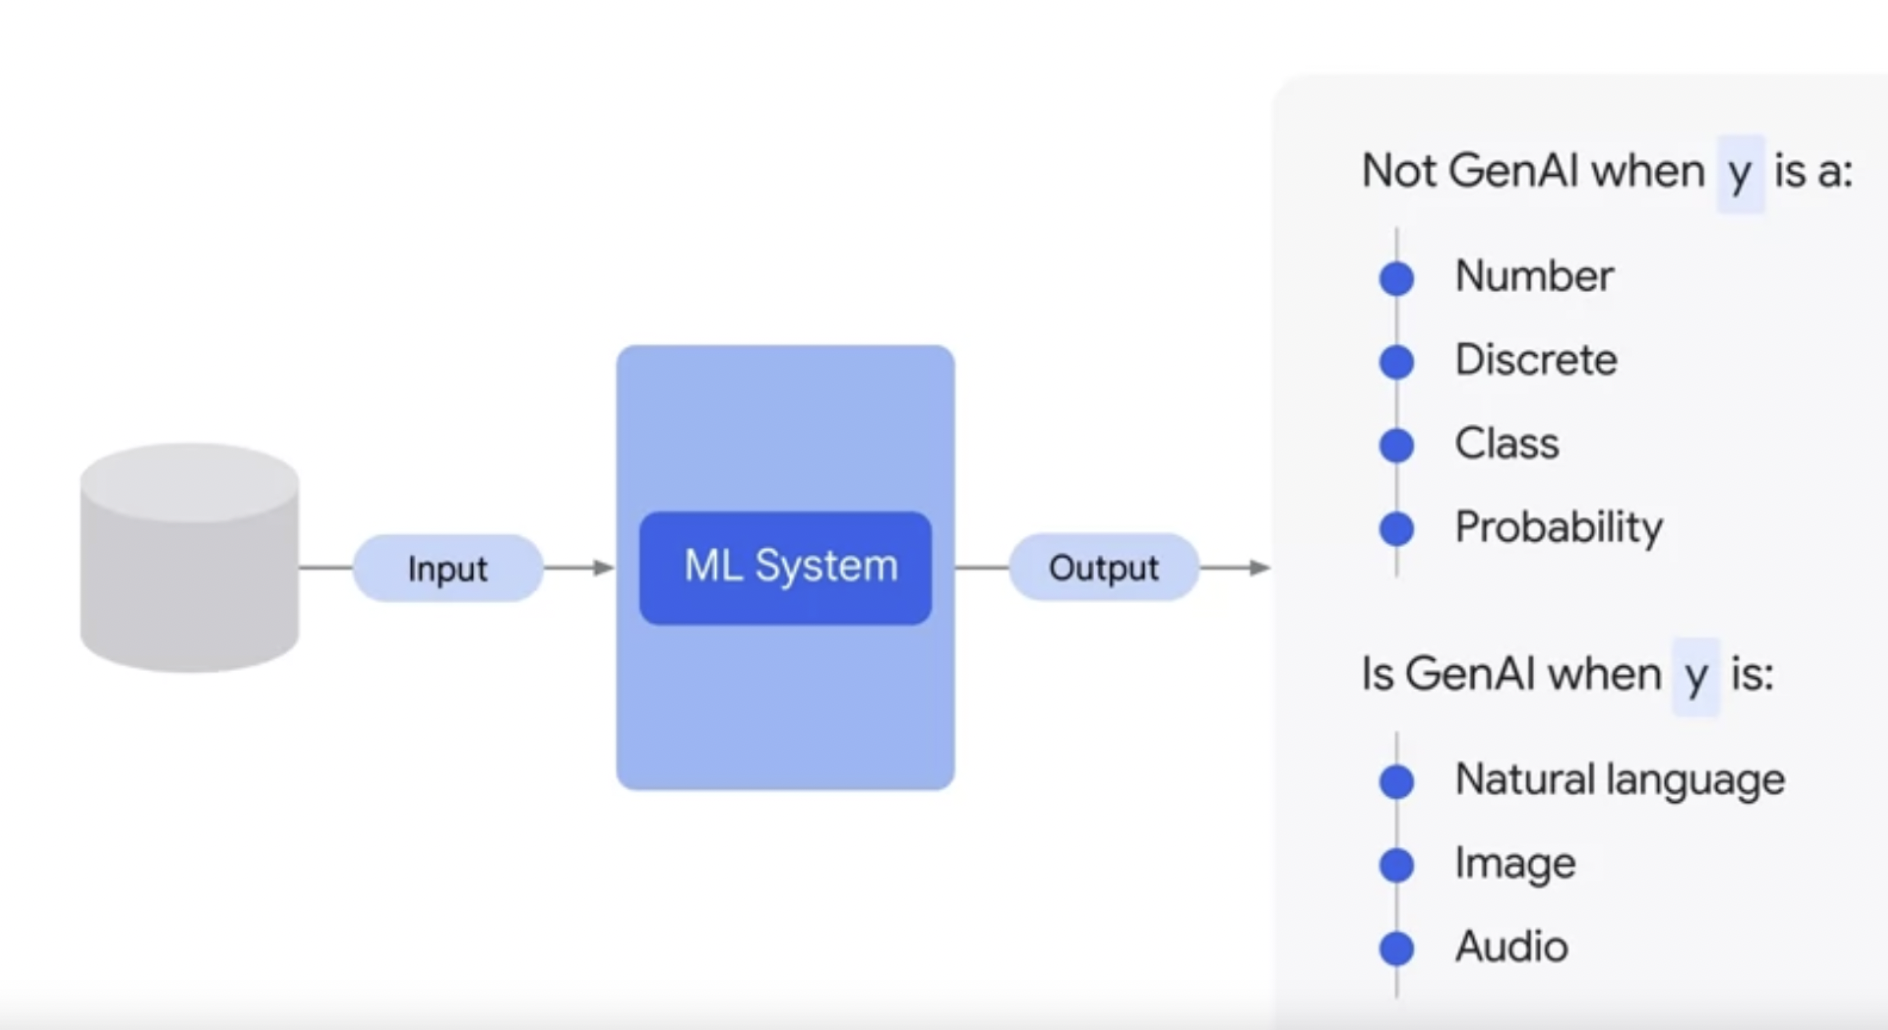 Input
ML System
Output
Not GenAI when y is a:
Number
Discrete
Class
Probability
Is GenAI when y is:
Natural language
Image
Audio